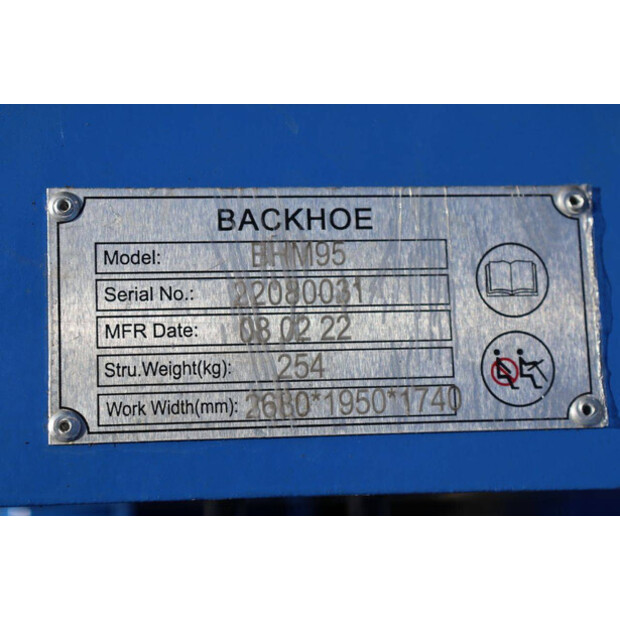 BACKHOE
Model: BHM95
Serial No.: 22080031
MFR Date: 08 02 22
Stru.Weight(kg): 254
Work Width(mm): 2680*1950*1740